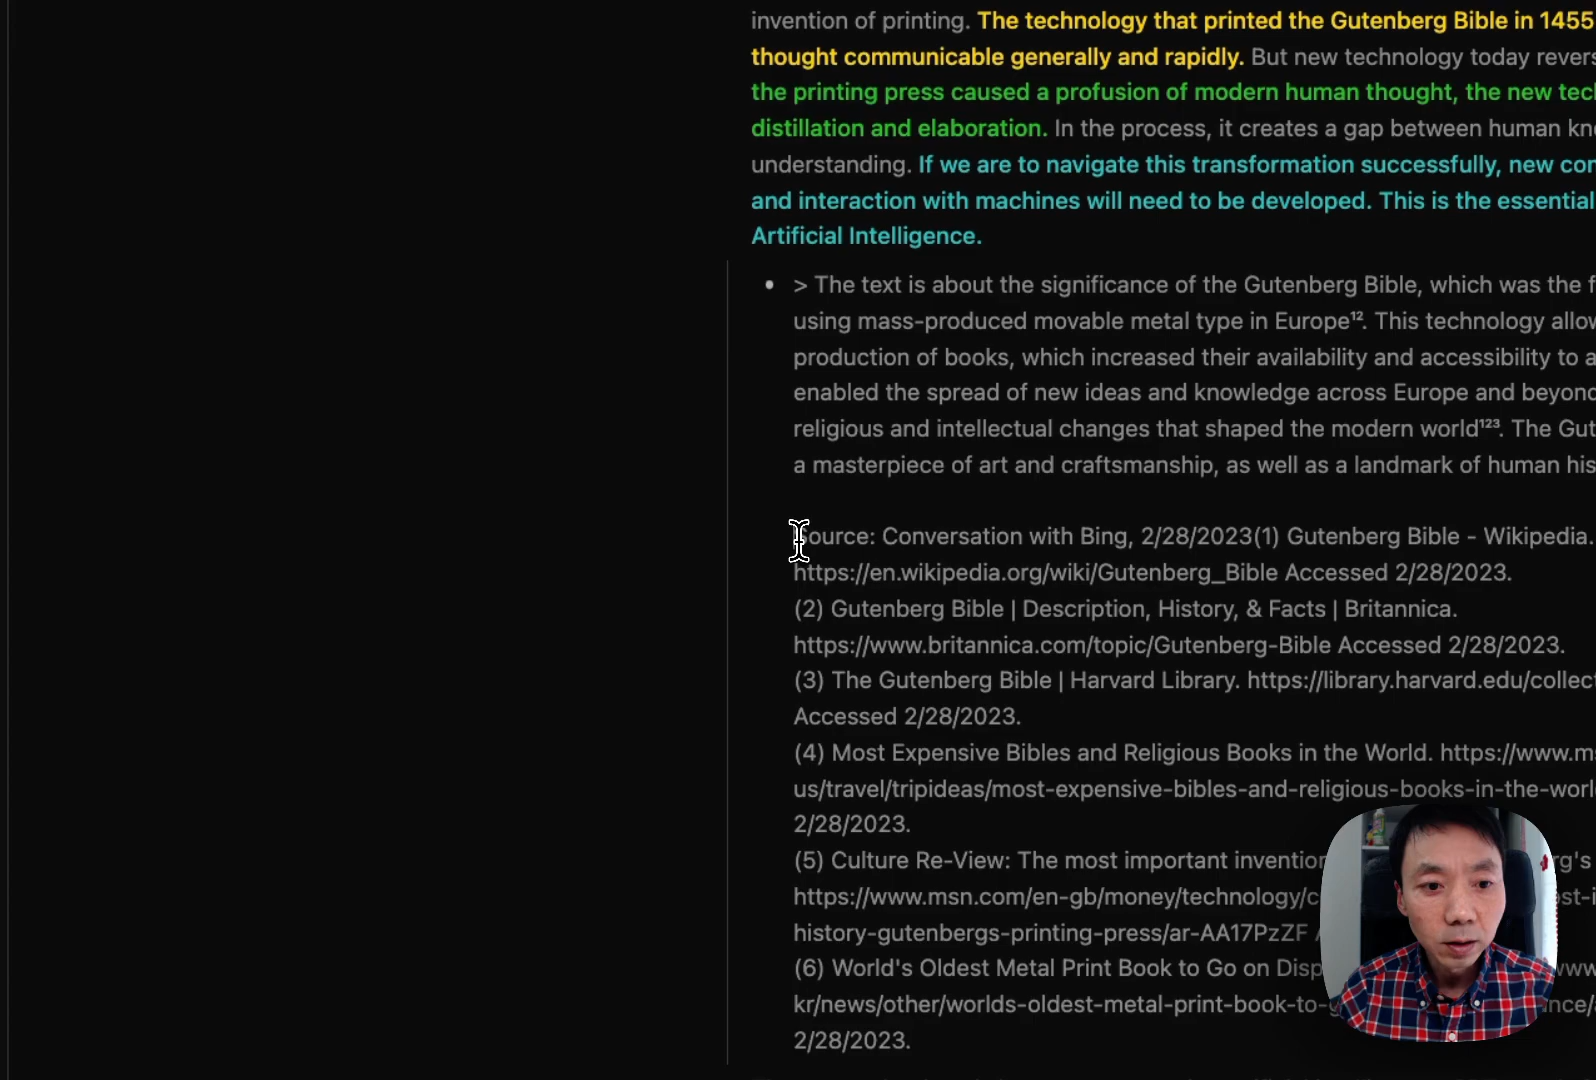 invention of printing. The technology that printed the Gutenberg Bible in 1455
thought communicable generally and rapidly. But new technology today revers
the printing press caused a profusion of modern human thought, the new tec
distillation and elaboration. In the process, it creates a gap between human kn
understanding. If we are to navigate this transformation successfully, new con
and interaction with machines will need to be developed. This is the essential
Artificial Intelligence.
• > The text is about the significance of the Gutenberg Bible, which was the f
using mass-produced movable metal type in Europe¹². This technology allow
production of books, which increased their availability and accessibility to a
enabled the spread of new ideas and knowledge across Europe and beyond
religious and intellectual changes that shaped the modern world¹²³. The Gut
a masterpiece of art and craftsmanship, as well as a landmark of human his
Source: Conversation with Bing, 2/28/2023(1) Gutenberg Bible - Wikipedia.
https://en.wikipedia.org/wiki/Gutenberg_Bible Accessed 2/28/2023.
(2) Gutenberg Bible | Description, History, & Facts | Britannica.
https://www.britannica.com/topic/Gutenberg-Bible Accessed 2/28/2023.
(3) The Gutenberg Bible | Harvard Library. https://library.harvard.edu/collect
Accessed 2/28/2023.
(4) Most Expensive Bibles and Religious Books in the World. https://www.ms
us/travel/tripideas/most-expensive-bibles-and-religious-books-in-the-worl
2/28/2023.
(5) Culture Re-View: The most important invention rg's
https://www.msn.com/en-gb/money/technology/c ost-i
history-gutenbergs-printing-press/ar-AA17PzZF
(6) World's Oldest Metal Print Book to Go on Disp www
kr/news/other/worlds-oldest-metal-print-book-to-g nce/
2/28/2023.